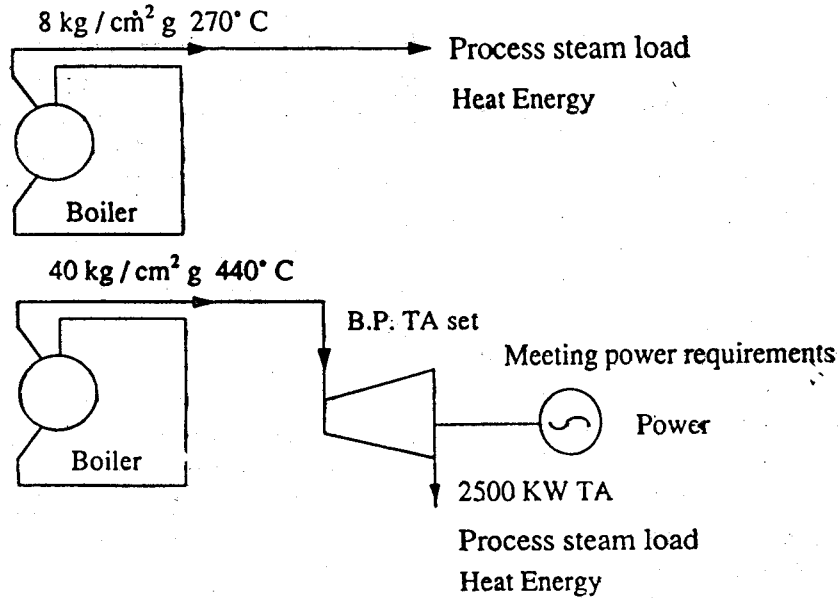 8 kg / cm² g 270° C
Process steam load
Heat Energy
Boiler
40 kg / cm² g 440° C
B.P. TA set
Meeting power requirements
Power
Boiler
2500 KW TA
Process steam load
Heat Energy